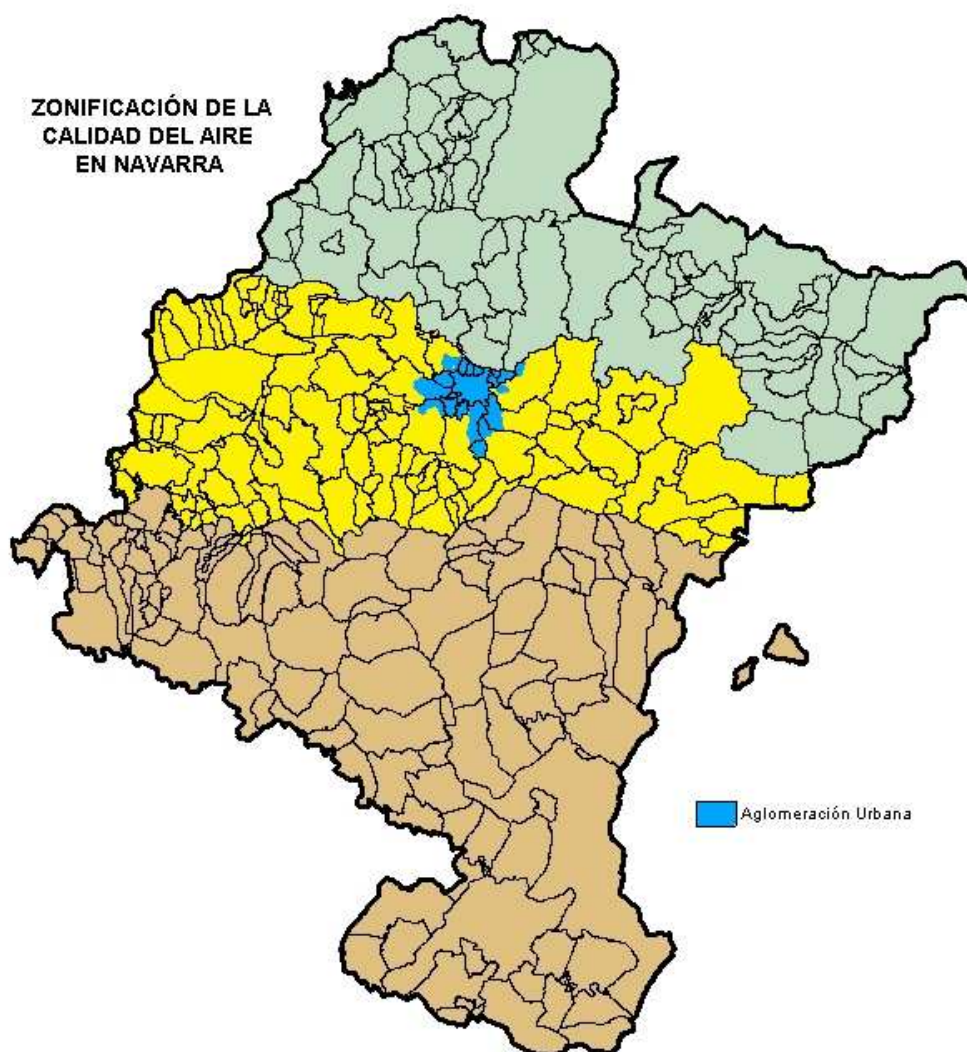 ZONIFICACIÓN DE LA
CALIDAD DEL AIRE
EN NAVARRA
Aglomeración Urbana